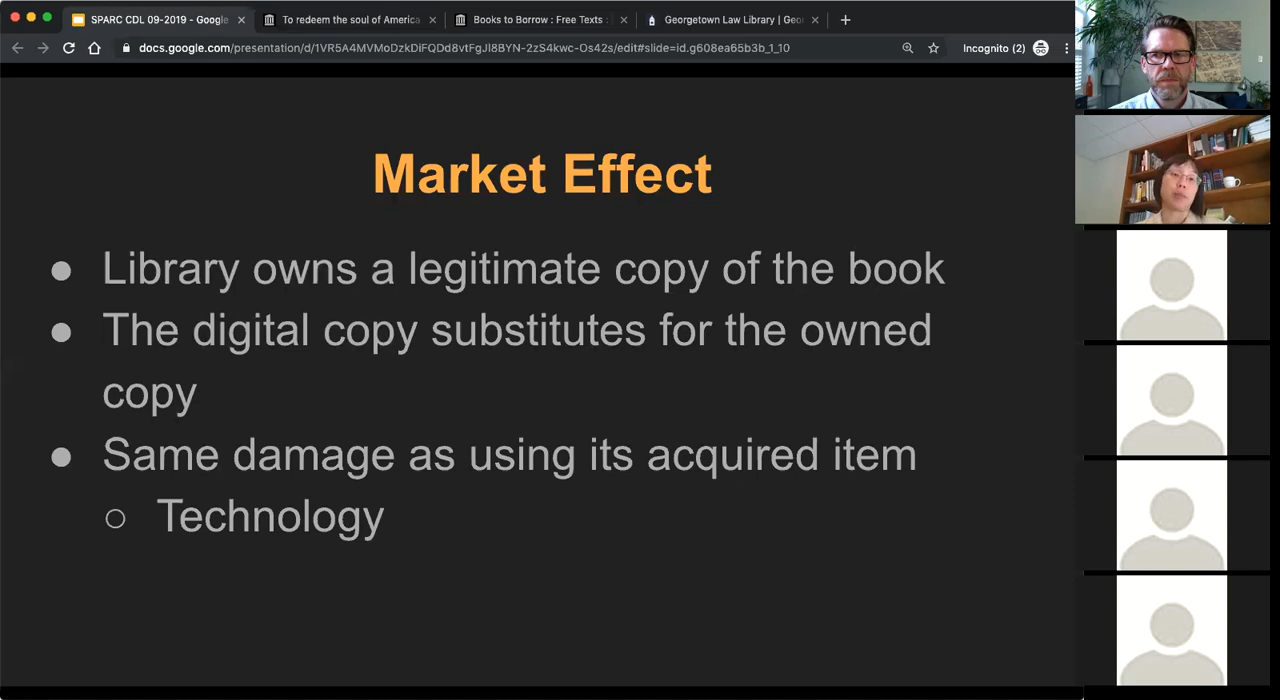 SPARC CDL 09-2019 - Google
To redeem the soul of America
Books to Borrow : Free Texts :
Georgetown Law Library | Geo
docs.google.com/presentation/d/1VR5A4MVMoDzkDiFQDd8vtFgJl8BYN-2zS4kwc-Os42s/edit#slide=id.g608ea65b3b_1_10
Incognito (2)
Market Effect
● Library owns a legitimate copy of the book
● The digital copy substitutes for the owned
copy
● Same damage as using its acquired item
○ Technology